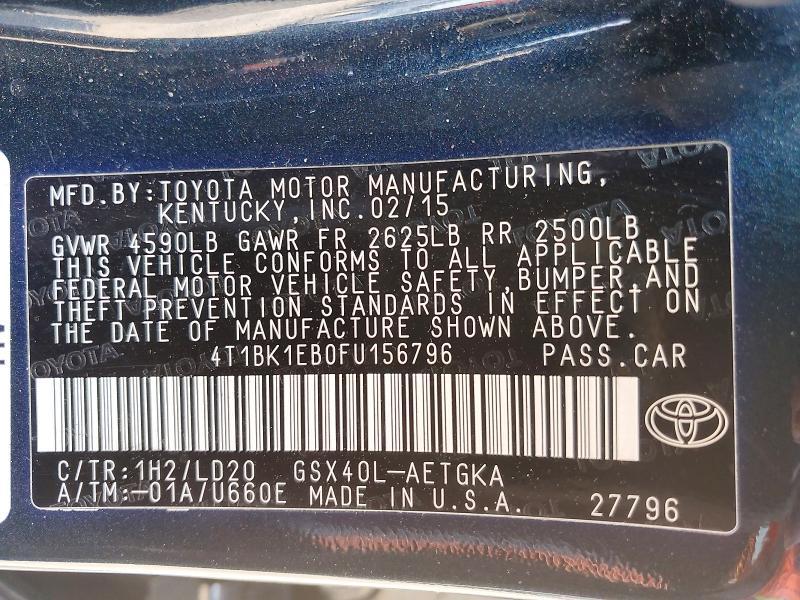 MFD.BY:TOYOTA MOTOR MANUFACTURING,
KENTUCKY, INC.02/15
GVWR 4590LB GAWR FR 2625LB RR 2500LB
THIS VEHICLE CONFORMS TO ALL APPLICABLE
FEDERAL MOTOR VEHICLE SAFETY,BUMPER,AND
THEFT PREVENTION STANDARDS IN EFFECT ON
THE DATE OF MANUFACTURE SHOWN ABOVE.
4T1BK1EB0FU156796 PASS.CAR
C/TR:1H2/LD20 GSX40L-AETGKA
A/TM:-01A/U660E MADE IN U.S.A. 27796